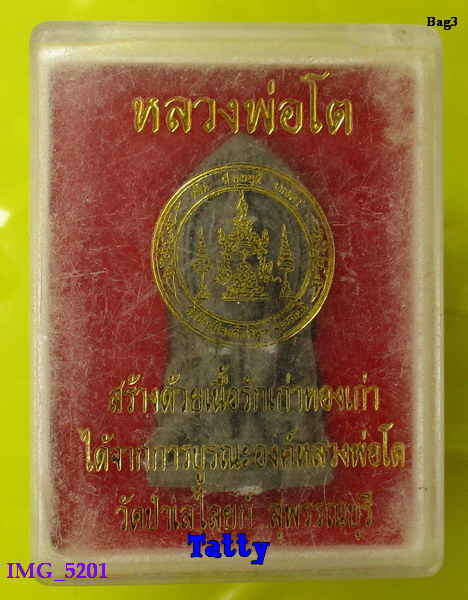 Bag3
หลวงพ่อโต
สร้างด้วยเนื้อรักเก่าทองเก่า
ได้จากการบูรณะองค์หลวงพ่อโต
วัดป่าเลไลยก์ สุพรรณบุรี
Tatty
IMG_5201